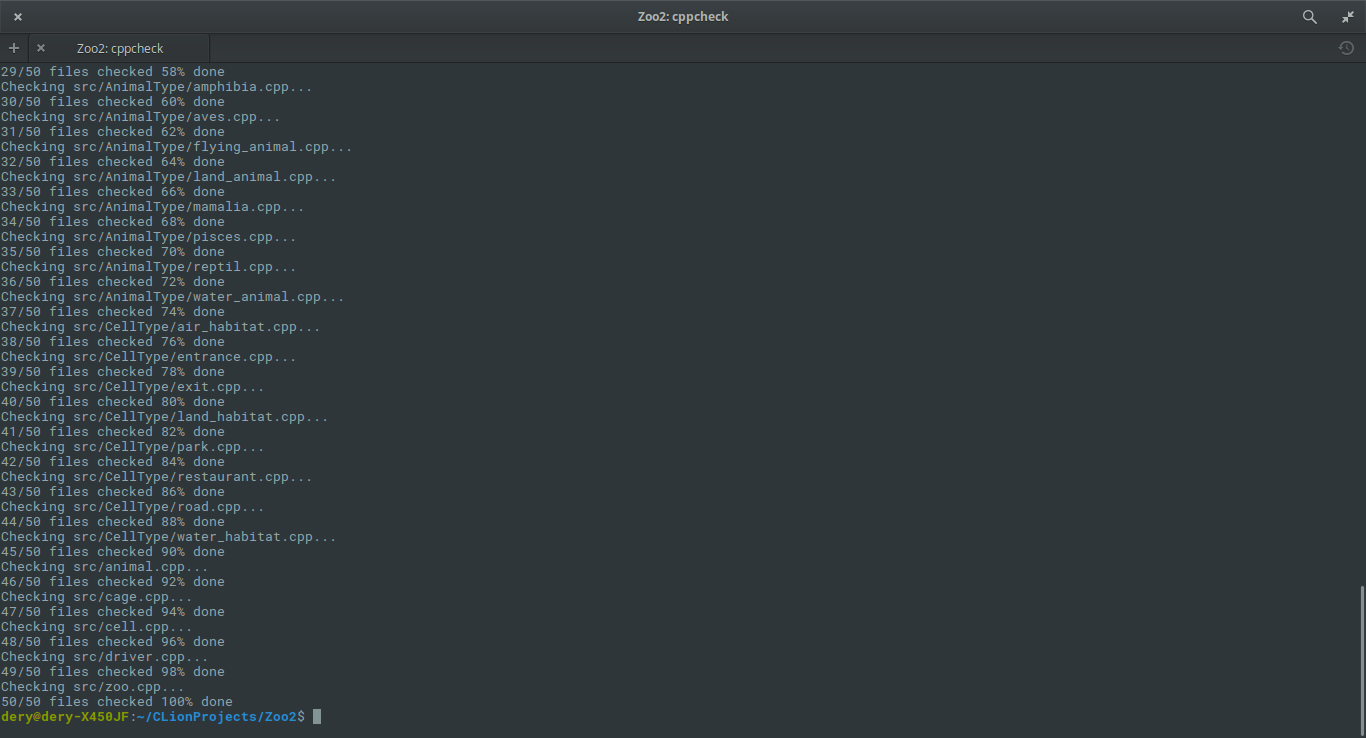 Zoo2: cppcheck
Zoo2: cppcheck
29/50 files checked 58% done
Checking src/AnimalType/amphibia.cpp...
30/50 files checked 60% done
Checking src/AnimalType/aves.cpp...
31/50 files checked 62% done
Checking src/AnimalType/flying_animal.cpp...
32/50 files checked 64% done
Checking src/AnimalType/land_animal.cpp...
33/50 files checked 66% done
Checking src/AnimalType/mamalia.cpp...
34/50 files checked 68% done
Checking src/AnimalType/pisces.cpp...
35/50 files checked 70% done
Checking src/AnimalType/reptil.cpp...
36/50 files checked 72% done
Checking src/AnimalType/water_animal.cpp...
37/50 files checked 74% done
Checking src/CellType/air_habitat.cpp...
38/50 files checked 76% done
Checking src/CellType/entrance.cpp...
39/50 files checked 78% done
Checking src/CellType/exit.cpp...
40/50 files checked 80% done
Checking src/CellType/land_habitat.cpp...
41/50 files checked 82% done
Checking src/CellType/park.cpp...
42/50 files checked 84% done
Checking src/CellType/restaurant.cpp...
43/50 files checked 86% done
Checking src/CellType/road.cpp...
44/50 files checked 88% done
Checking src/CellType/water_habitat.cpp...
45/50 files checked 90% done
Checking src/animal.cpp...
46/50 files checked 92% done
Checking src/cage.cpp...
47/50 files checked 94% done
Checking src/cell.cpp...
48/50 files checked 96% done
Checking src/driver.cpp...
49/50 files checked 98% done
Checking src/zoo.cpp...
50/50 files checked 100% done
dery@dery-X450JF:~/CLionProjects/Zoo2$